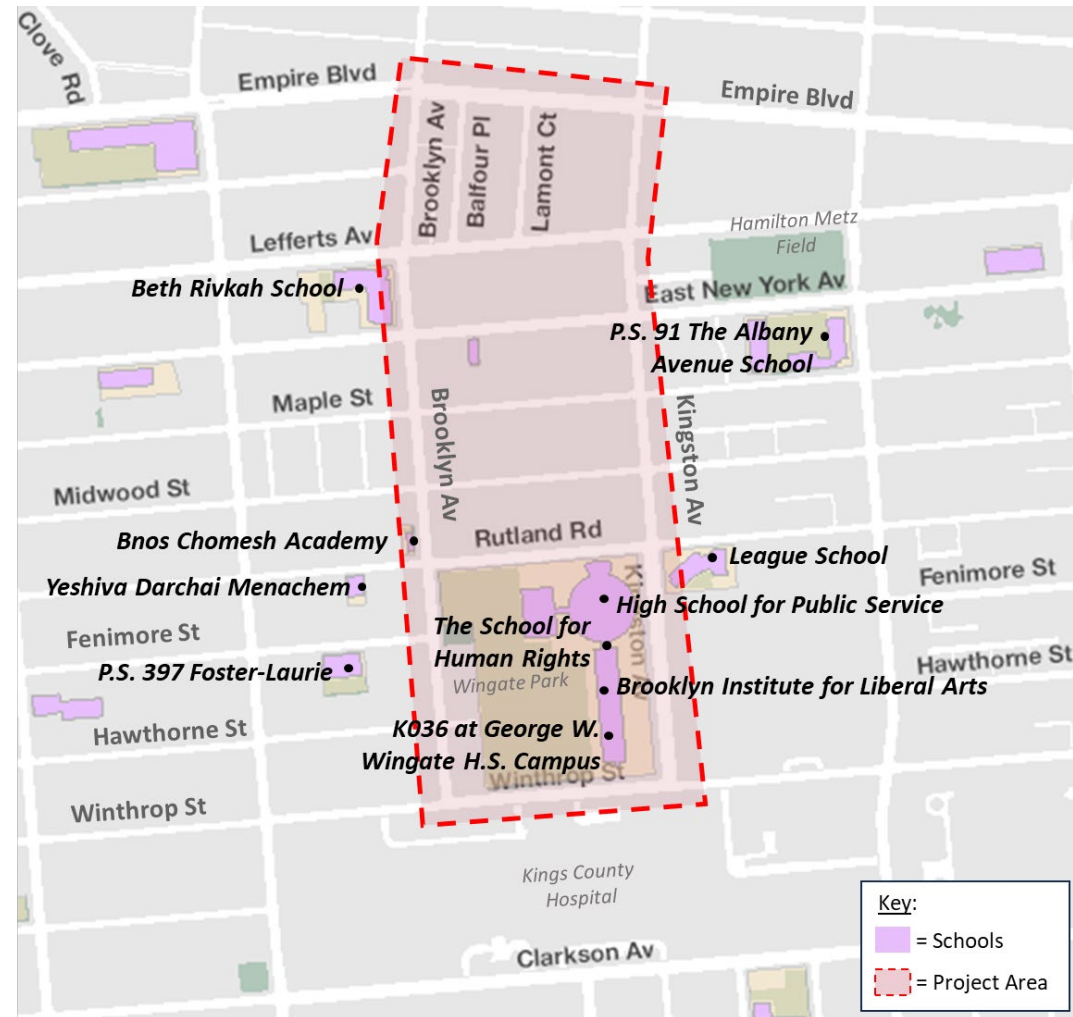 Clove Rd
Empire Blvd
Empire Blvd
Brooklyn Av
Balfour Pl
Lamont Ct
Hamilton Metz
Field
Lefferts Av
Beth Rivkah School
East New York Av
P.S. 91 The Albany
Avenue School
Maple St
Brooklyn Av
Kingston Av
Midwood St
Rutland Rd
Bnos Chomesh Academy
League School
Yeshiva Darchai Menachem
Fenimore St
Kingston Av
High School for Public Service
Fenimore St
The School for
Human Rights
Hawthorne St
P.S. 397 Foster-Laurie
Wingate Park
Brooklyn Institute for Liberal Arts
Hawthorne St
K036 at George W.
Wingate H.S. Campus
Winthrop St
Winthrop St
Kings County
Hospital
Clarkson Av
Key:
= Schools
= Project Area